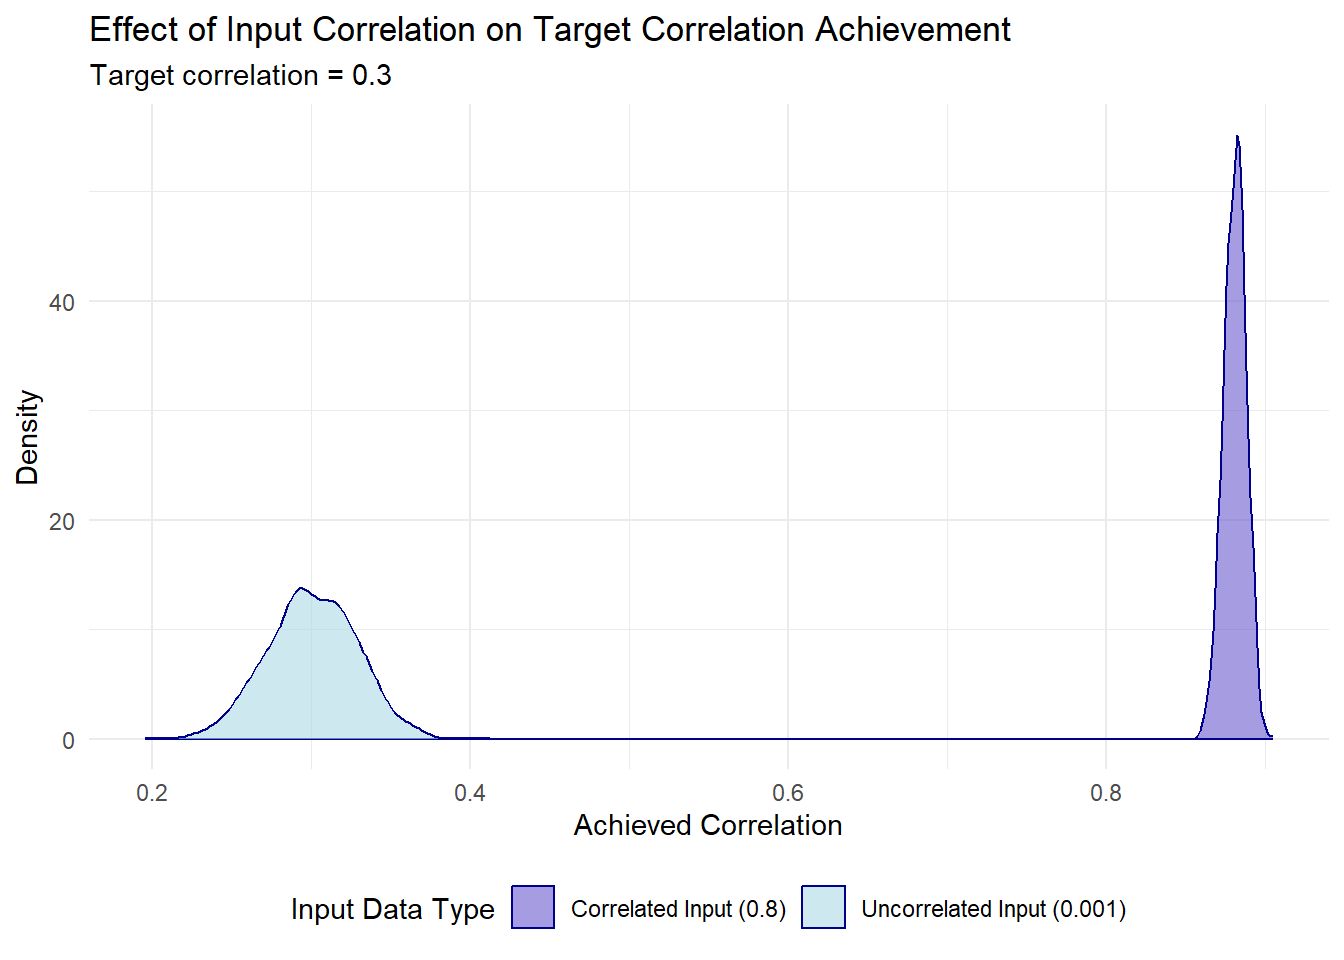 Effect of Input Correlation on Target Correlation Achievement
Target correlation = 0.3
Density
40
20
0
0.2 0.4 0.6 0.8
Achieved Correlation
Input Data Type Correlated Input (0.8) Uncorrelated Input (0.001)